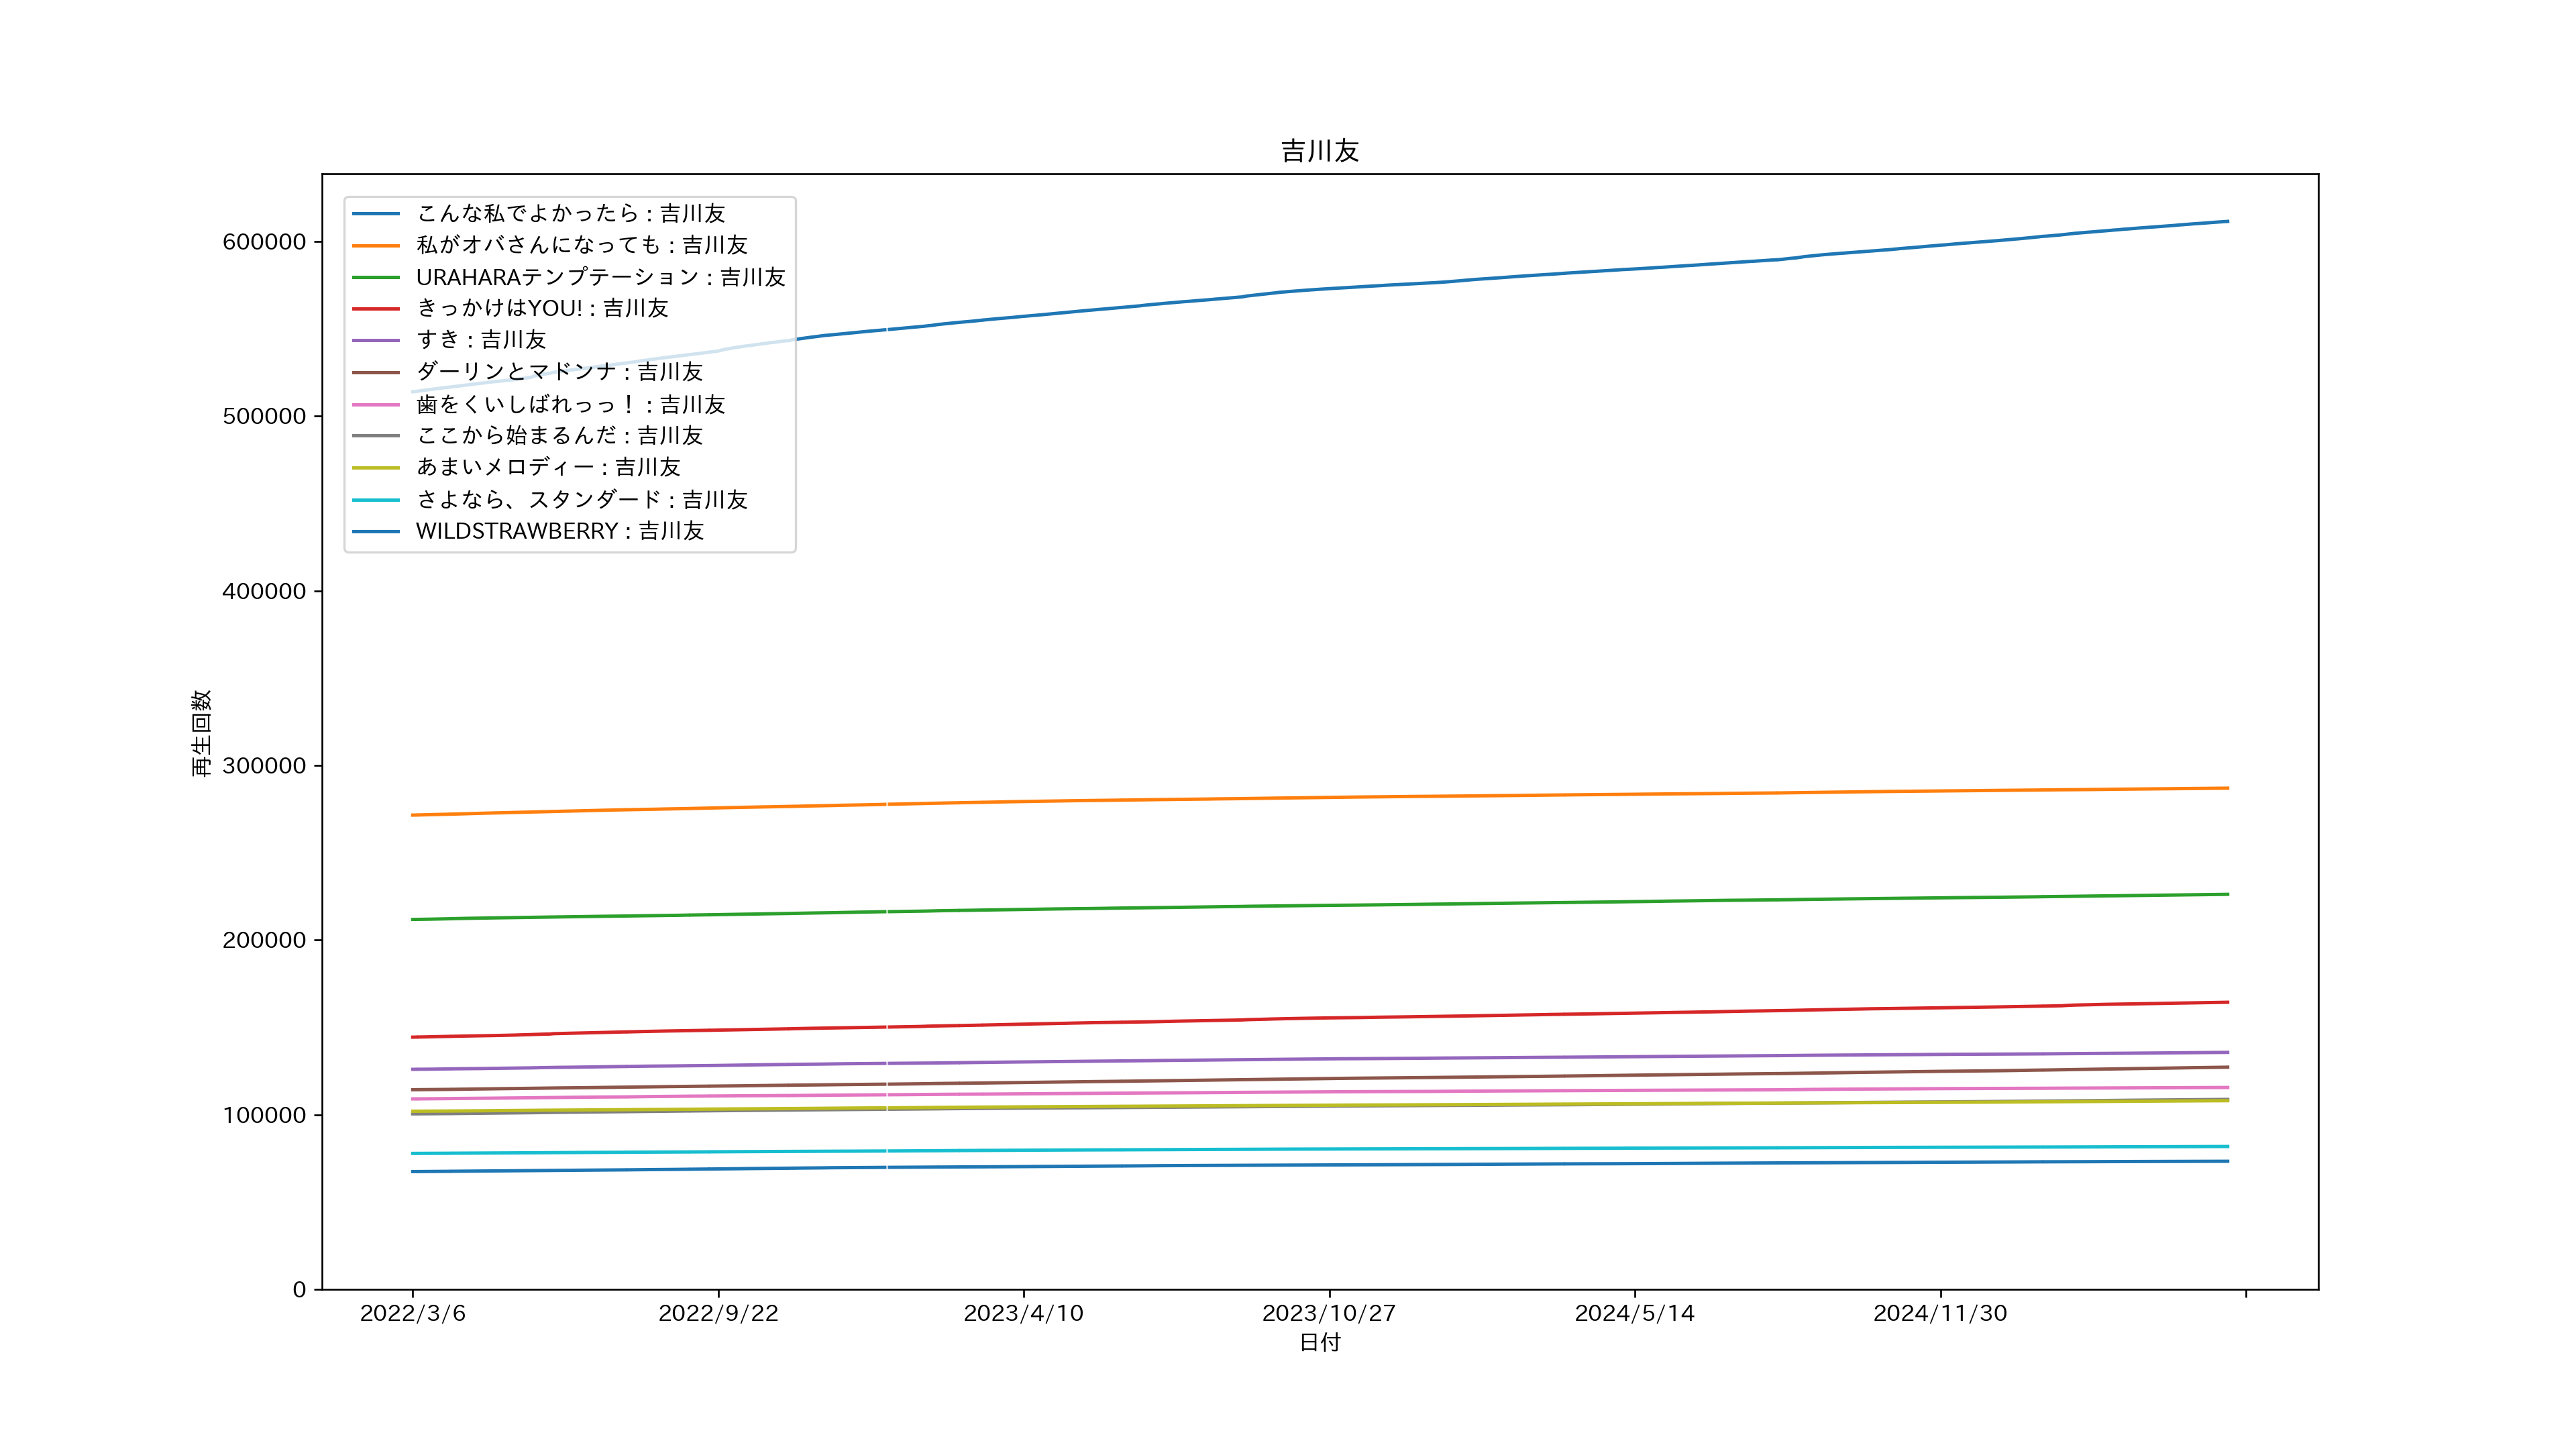 吉川友
こんな私でよかったら : 吉川友
私がオバさんになっても : 吉川友
URAHARAテンプテーション : 吉川友
きっかけはYOU! : 吉川友
すき : 吉川友
ダーリンとマドンナ : 吉川友
歯をくいしばれっっ！ : 吉川友
ここから始まるんだ : 吉川友
あまいメロディー : 吉川友
さよなら、スタンダード : 吉川友
WILDSTRAWBERRY : 吉川友
600000
500000
400000
300000
200000
100000
0
再生回数
2022/3/6 2022/9/22 2023/4/10 2023/10/27 2024/5/14 2024/11/30
日付